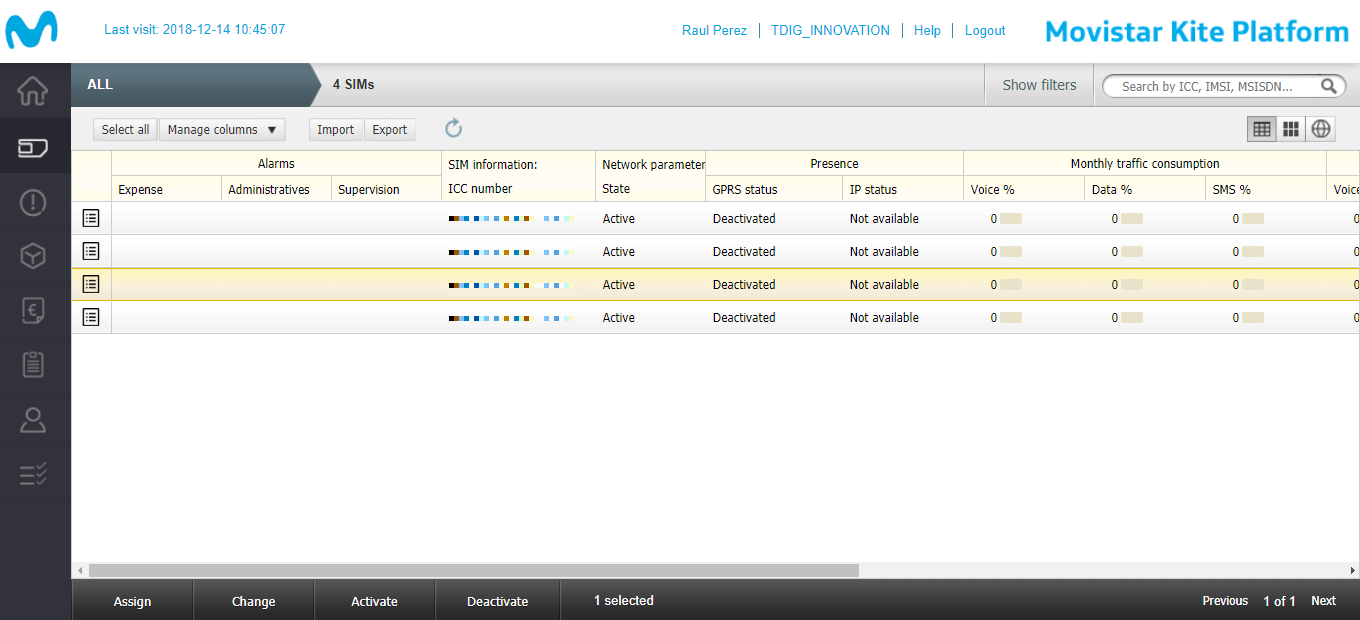 Last visit: 2018-12-14 10:45:07
Raul Perez TDIG_INNOVATION Help Logout
Movistar Kite Platform
ALL
4 SIMs
Show filters
Search by ICC, IMSI, MSISDN...
Select all Manage columns Import Export
Alarms SIM information: Network parameter Presence Monthly traffic consumption
Expense Administratives Supervision ICC number State GPRS status IP status Voice % Data % SMS % Voice
Active Deactivated Not available 0 0 0 0
Active Deactivated Not available 0 0 0 0
Active Deactivated Not available 0 0 0 0
Active Deactivated Not available 0 0 0 0
Assign Change Activate Deactivate 1 selected Previous 1 of 1 Next